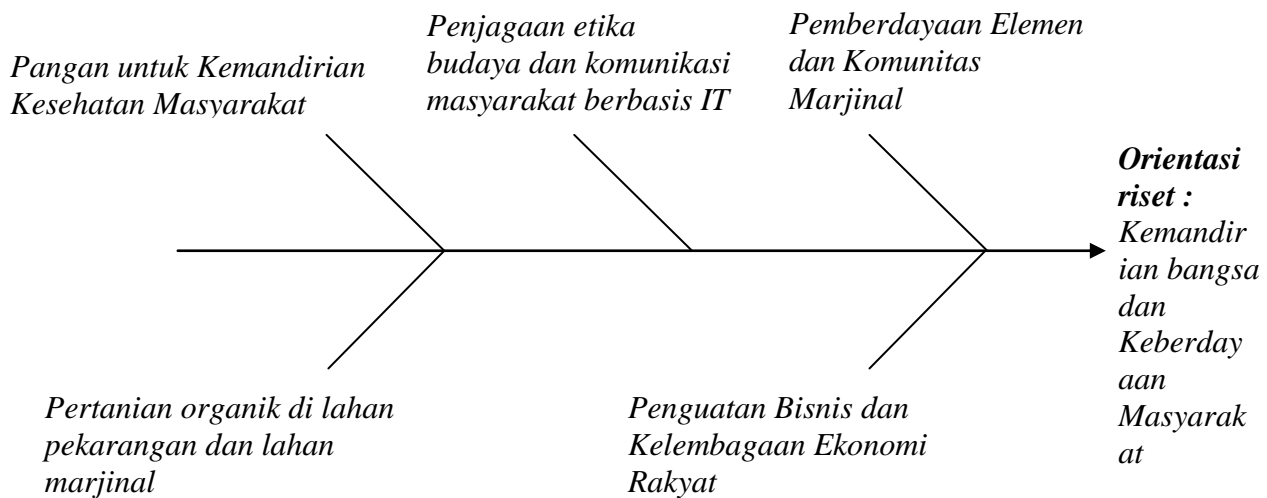 Pangan untuk Kemandirian
Kesehatan Masyarakat
Penjagaan etika
budaya dan komunikasi
masyarakat berbasis IT
Pemberdayaan Elemen
dan Komunitas
Marjinal
Orientasi
riset :
Kemandir
ian bangsa
dan
Keberday
aan
Masyarak
at
Pertanian organik di lahan
pekarangan dan lahan
marjinal
Penguatan Bisnis dan
Kelembagaan Ekonomi
Rakyat